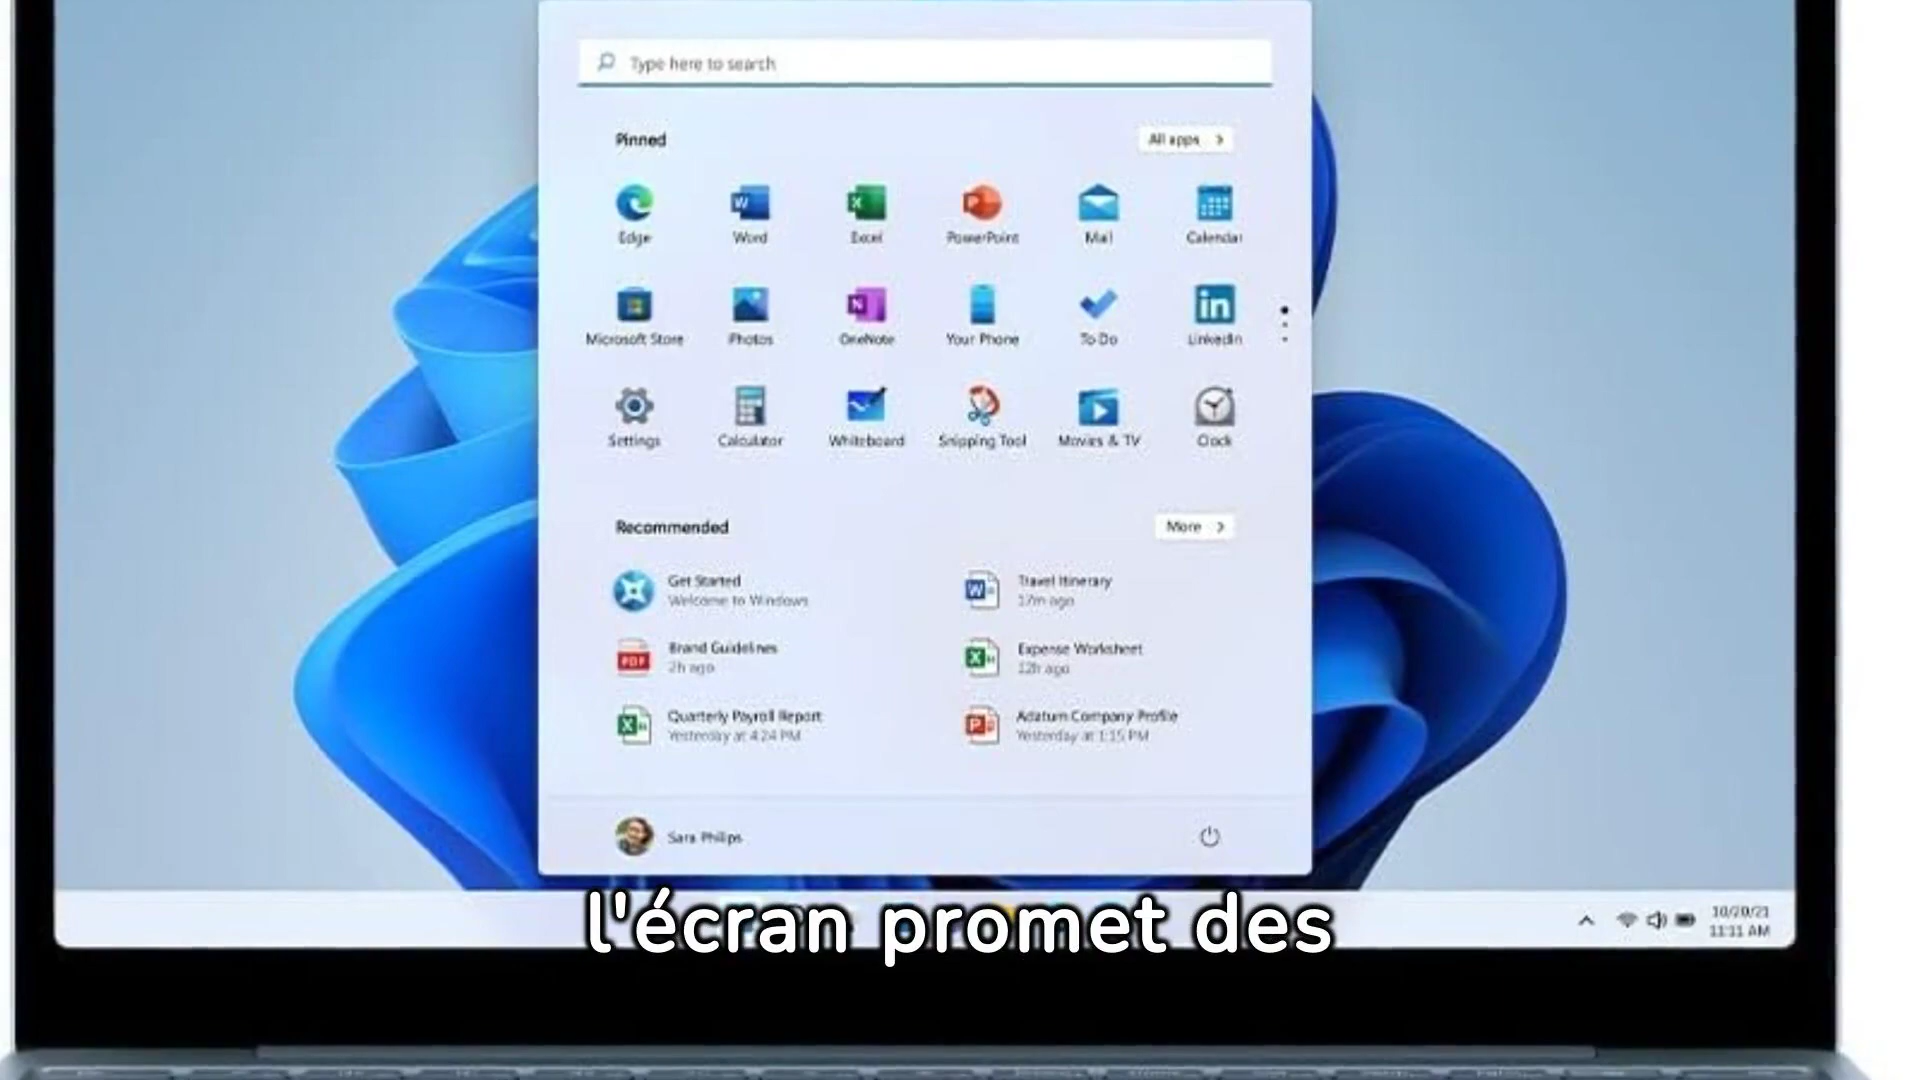 Type here to search
Pinned
All apps
Edge
Word
Excel
PowerPoint
Mail
Calendar
Microsoft Store
Photos
OneNote
Your Phone
To Do
LinkedIn
Settings
Calculator
Whiteboard
Snipping Tool
Movies & TV
Clock
Recommended
More
Get Started
Welcome to Windows
Travel Itinerary
17m ago
Brand Guidelines
2h ago
Expense Worksheet
12h ago
Quarterly Payroll Report
Yesterday at 4:24 PM
Adatum Company Profile
Yesterday at 1:15 PM
Sara Philips
10/20/21
11:11 AM
l'écran promet des